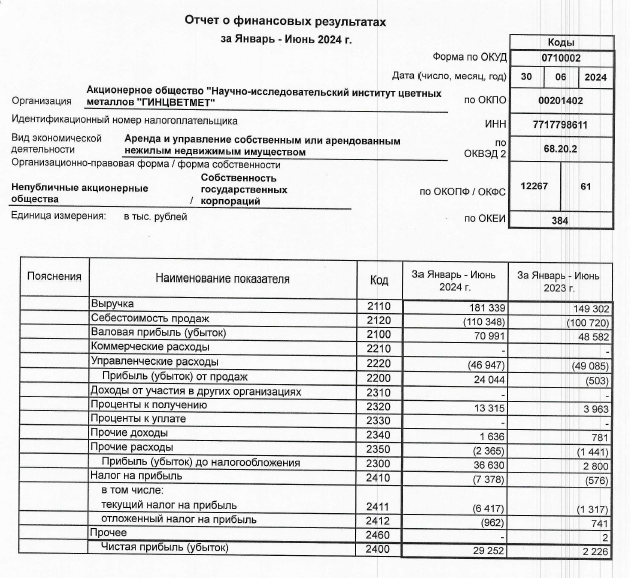 Отчет о финансовых результатах
за Январь - Июнь 2024 г.
Коды
Форма по ОКУД 0710002
Дата (число, месяц, год) 30 06 2024
Организация Акционерное общество "Научно-исследовательский институт цветных металлов "ГИНЦВЕТМЕТ" по ОКПО 00201402
Идентификационный номер налогоплательщика ИНН 7717798611
Вид экономической деятельности Аренда и управление собственным или арендованным нежилым недвижимым имуществом по ОКВЭД 2 68.20.2
Организационно-правовая форма / форма собственности
Непубличные акционерные общества / Собственность государственных корпораций по ОКОПФ / ОКФС 12267 61
Единица измерения: в тыс. рублей по ОКЕИ 384
Пояснения Наименование показателя Код За Январь - Июнь 2024 г. За Январь - Июнь 2023 г.
Выручка 2110 181 339 149 302
Себестоимость продаж 2120 (110 348) (100 720)
Валовая прибыль (убыток) 2100 70 991 48 582
Коммерческие расходы 2210 - -
Управленческие расходы 2220 (46 947) (49 085)
Прибыль (убыток) от продаж 2200 24 044 (503)
Доходы от участия в других организациях 2310 - -
Проценты к получению 2320 13 315 3 963
Проценты к уплате 2330 - -
Прочие доходы 2340 1 636 781
Прочие расходы 2350 (2 365) (1 441)
Прибыль (убыток) до налогообложения 2300 36 630 2 800
Налог на прибыль 2410 (7 378) (576)
в том числе:
текущий налог на прибыль 2411 (6 417) (1 317)
отложенный налог на прибыль 2412 (962) 741
Прочее 2460 - 2
Чистая прибыль (убыток) 2400 29 252 2 226